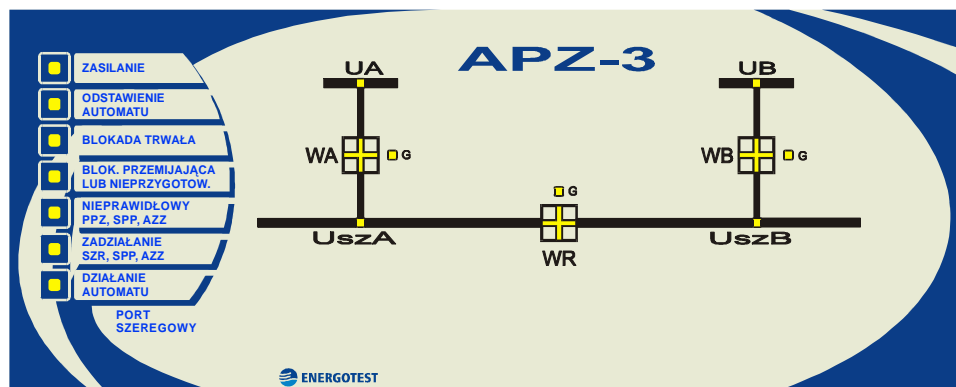 APZ-3
ZASILANIE
ODSTAWIENIE
AUTOMATU
BLOKADA TRWAŁA
BLOK. PRZEMIJAJĄCA
LUB NIEPRZYGOTOW.
NIEPRAWIDŁOWY
PPZ, SPP, AZZ
ZADZIAŁANIE
SZR, SPP, AZZ
DZIAŁANIE
AUTOMATU
PORT
SZEREGOWY
UA
UB
WA
G
WB
G
G
UszA
WR
UszB
ENERGOTEST